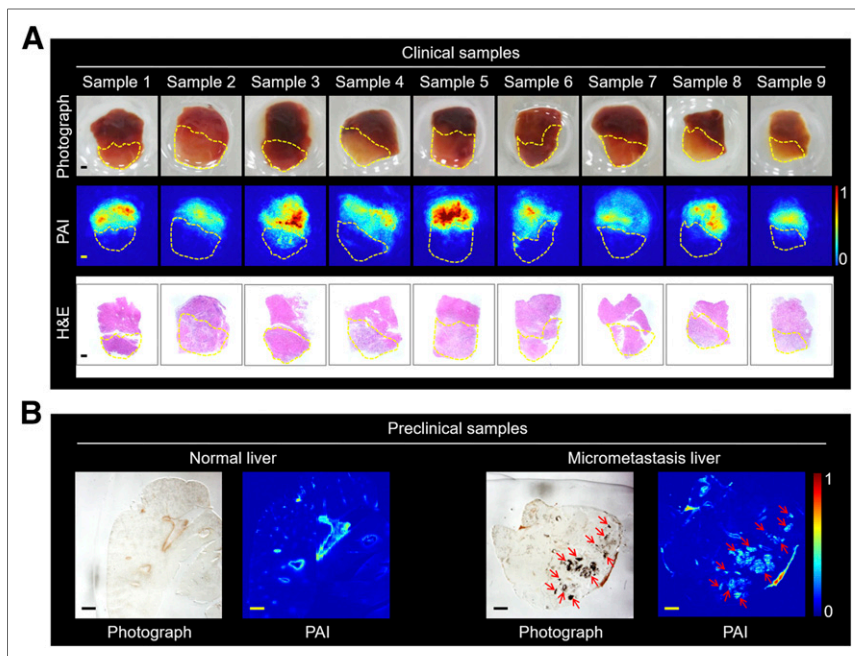 A
Clinical samples
Sample 1 Sample 2 Sample 3 Sample 4 Sample 5 Sample 6 Sample 7 Sample 8 Sample 9
Photograph
PAI
1
0
H&E
B
Preclinical samples
Normal liver Micrometastasis liver
1
0
Photograph PAI Photograph PAI